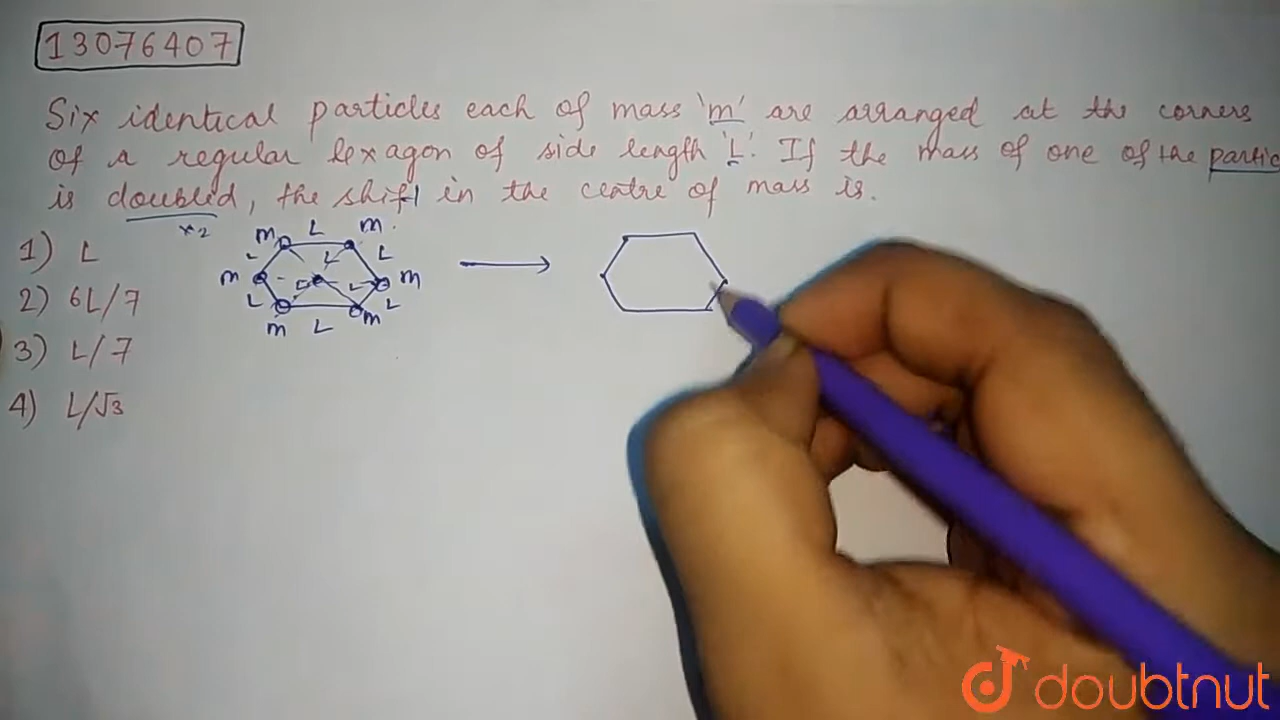 13076407
Six identical particles each of mass 'm' are arranged at the corners
of a regular hexagon of side length 'L'. If the mass of one of the partic
is doubled, the shift in the centre of mass is.
x2
1) L
2) 6L/7
3) L/7
4) L/√3
m L m
L L L
m L L m
L L
m L m
doubtnut